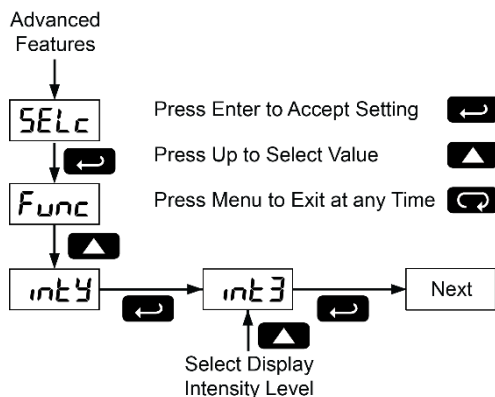 Advanced
Features
SELc
Press Enter to Accept Setting
Press Up to Select Value
Func
Press Menu to Exit at any Time
intY
int3
Next
Select Display
Intensity Level